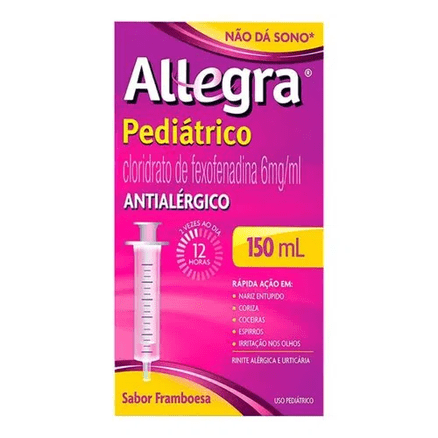 NÃO DÁ SONO*
Allegra®
Pediátrico
cloridrato de fexofenadina 6mg/ml
ANTIALÉRGICO
2 VEZES AO DIA
12
HORAS
150 mL
RÁPIDA AÇÃO EM:
• NARIZ ENTUPIDO
• CORIZA
• COCEIRAS
• ESPIRROS
• IRRITAÇÃO NOS OLHOS
RINITE ALÉRGICA E URTICÁRIA
Sabor Framboesa
USO PEDIÁTRICO